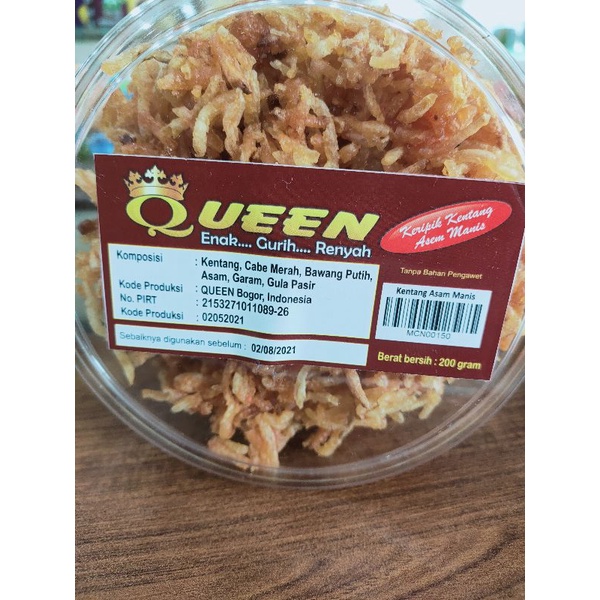 QUEEN
Enak.... Gurih.... Renyah
Keripik Kentang
Asem Manis
Tanpa Bahan Pengawet
Komposisi : Kentang, Cabe Merah, Bawang Putih,
Asam, Garam, Gula Pasir
Kode Produksi : QUEEN Bogor, Indonesia
No. PIRT : 2153271011089-26
Kode Produksi : 02052021
Sebaiknya digunakan sebelum : 02/08/2021
Kentang Asam Manis
MCN00150
Berat bersih : 200 gram